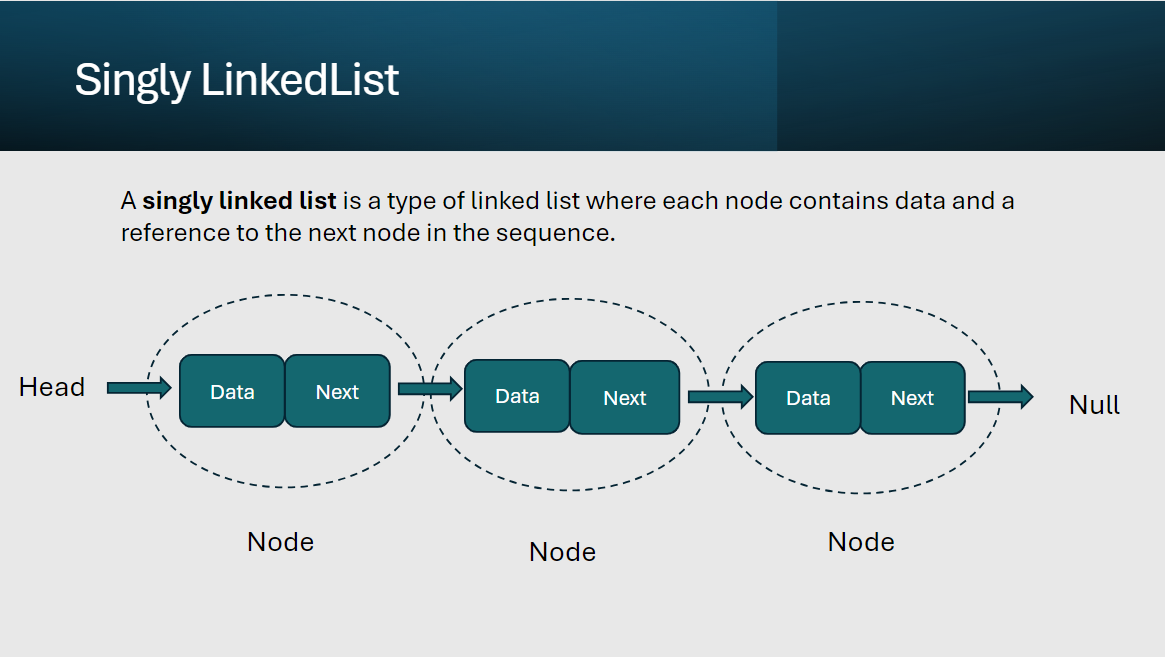 Singly LinkedList
A singly linked list is a type of linked list where each node contains data and a
reference to the next node in the sequence.
Head
Data
Next
Data
Next
Data
Next
Null
Node
Node
Node